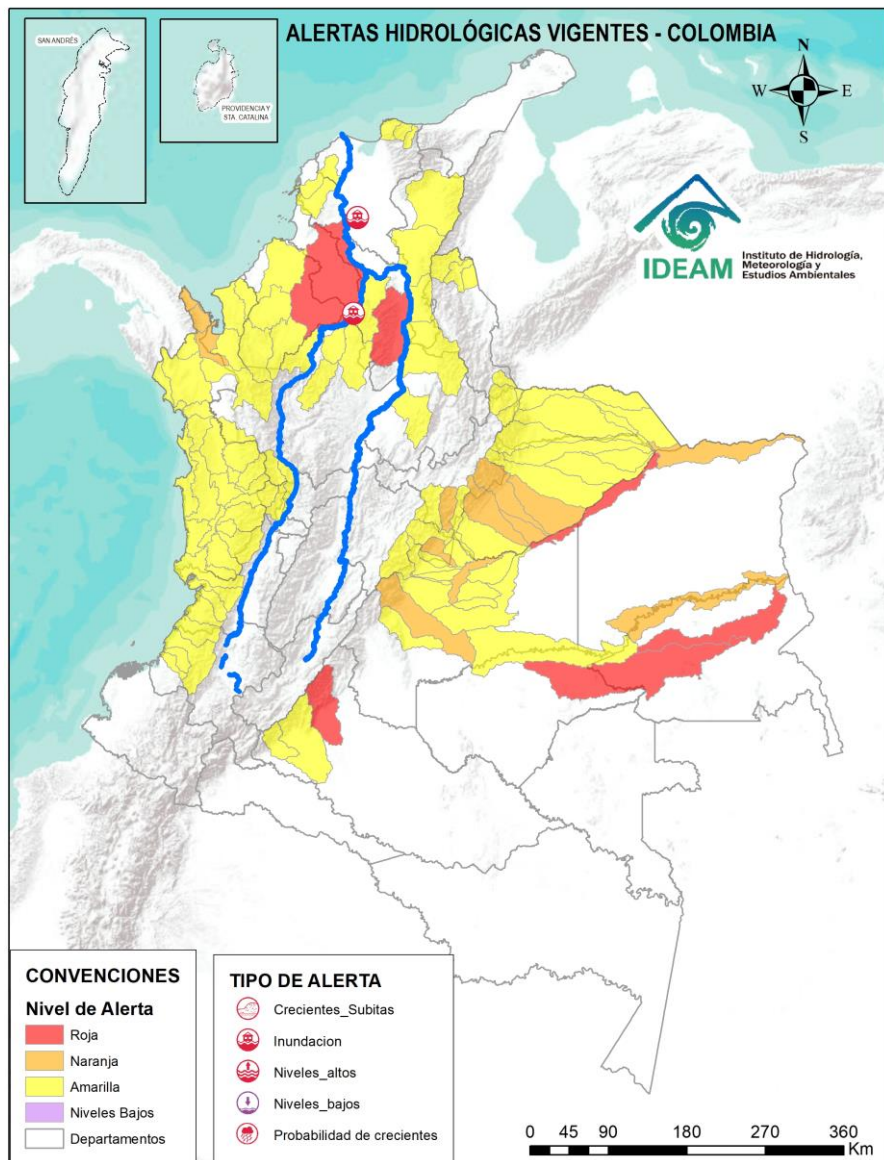 ALERTAS HIDROLÓGICAS VIGENTES - COLOMBIA
SAN ANDRÉS
PROVIDENCIA Y
STA. CATALINA
N
W
E
S
IDEAM
Instituto de Hidrología,
Meteorología y
Estudios Ambientales
CONVENCIONES
Nivel de Alerta
Roja
Naranja
Amarilla
Niveles Bajos
Departamentos
TIPO DE ALERTA
Crecientes_Subitas
Inundacion
Niveles_altos
Niveles_bajos
Probabilidad de crecientes
0 45 90 180 270 360
Km